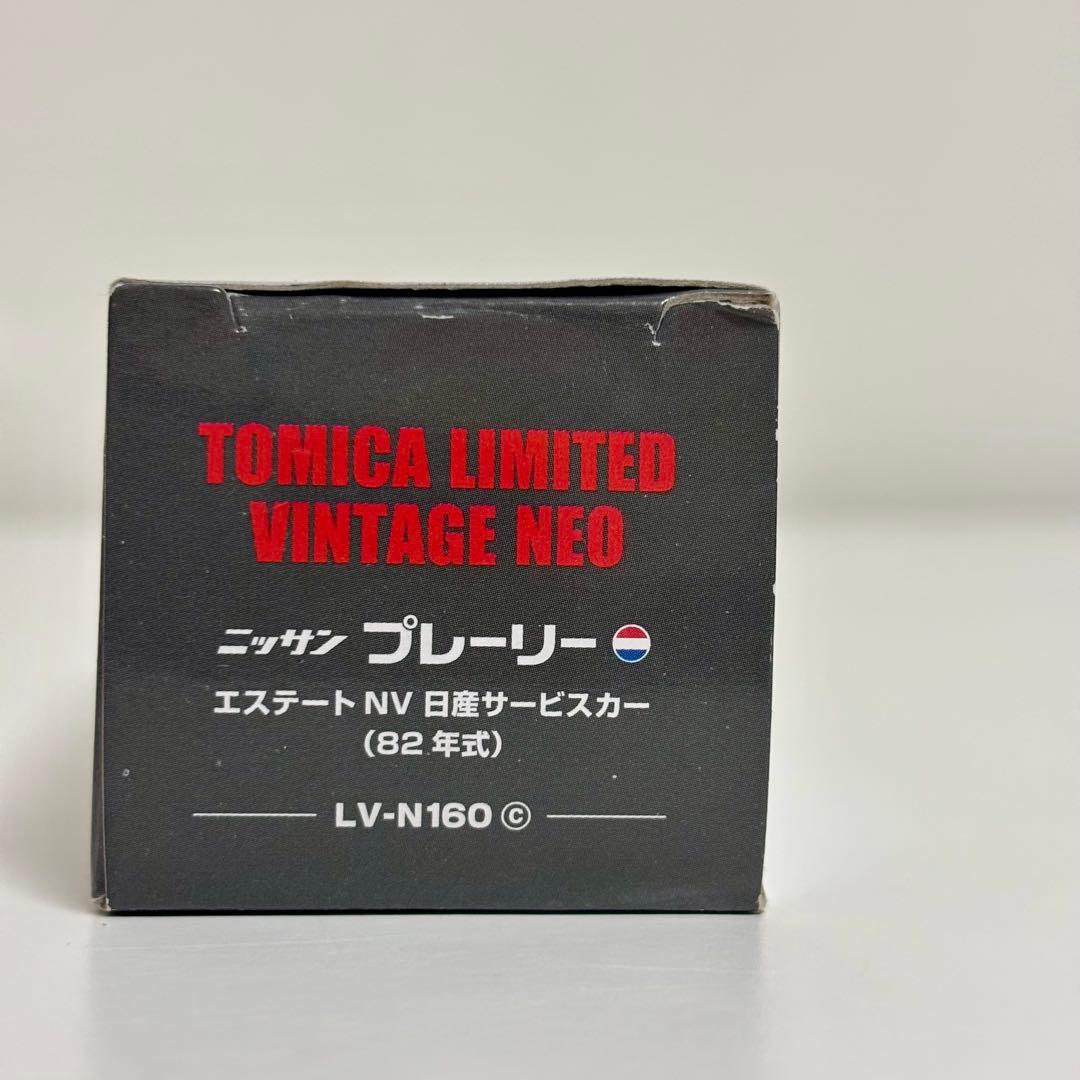 TOMICA LIMITED
VINTAGE NEO
ニッサン プレーリー
エステート NV 日産サービスカー
(82 年式)
LV-N160 ⓒ